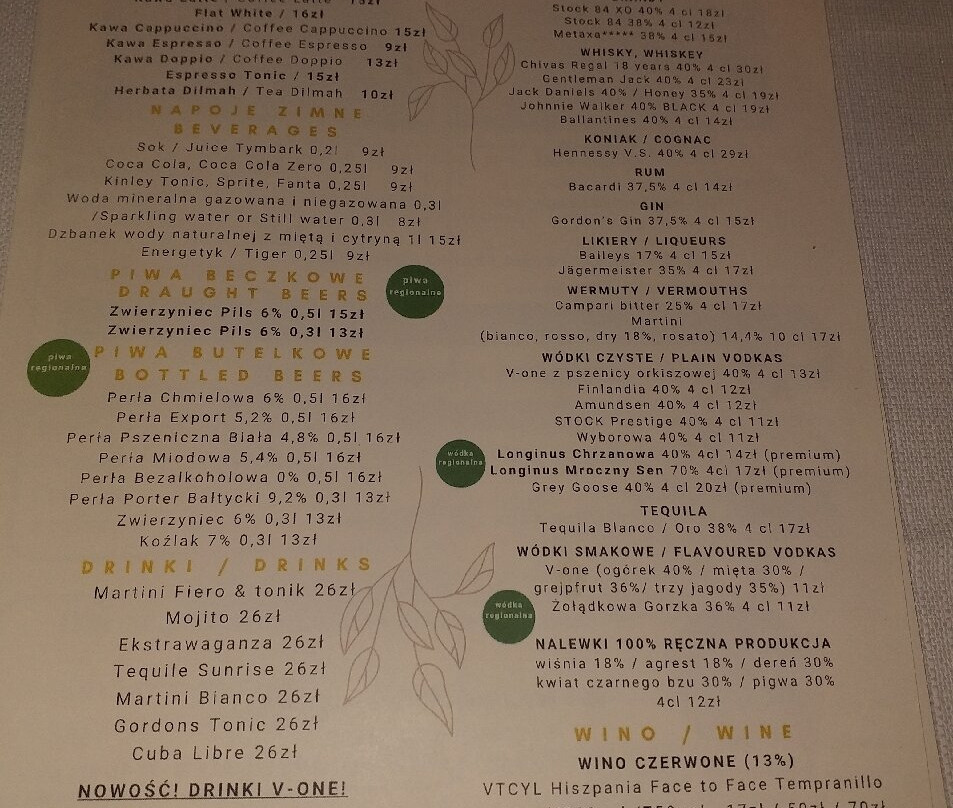 Kawa Latte / Coffee Latte 15zł
Flat White / 16zł
Kawa Cappuccino / Coffee Cappuccino 15zł
Kawa Espresso / Coffee Espresso 9zł
Kawa Doppio / Coffee Doppio 13zł
Espresso Tonic / 15zł
Herbata Dilmah / Tea Dilmah 10zł
NAPOJE ZIMNE
BEVERAGES
Sok / Juice Tymbark 0,2l 9zł
Coca Cola, Coca Cola Zero 0,25l 9zł
Kinley Tonic, Sprite, Fanta 0,25l 9zł
Woda mineralna gazowana i niegazowana 0,3l
/Sparkling water or Still water 0,3l 8zł
Dzbanek wody naturalnej z miętą i cytryną 1l 15zł
Energetyk / Tiger 0,25l 9zł
PIWA BECZKOWE
DRAUGHT BEERS
piwa
regionalne
Zwierzyniec Pils 6% 0,5l 15zł
Zwierzyniec Pils 6% 0,3l 13zł
piwa
regionalne
PIWA BUTELKOWE
BOTTLED BEERS
Perła Chmielowa 6% 0,5l 16zł
Perła Export 5,2% 0,5l 16zł
Perła Pszeniczna Biała 4,8% 0,5l 16zł
Perła Miodowa 5,4% 0,5l 16zł
Perła Bezalkoholowa 0% 0,5l 16zł
Perła Porter Bałtycki 9,2% 0,3l 13zł
Zwierzyniec 6% 0,3l 13zł
Koźlak 7% 0,3l 13zł
DRINKI / DRINKS
Martini Fiero & tonik 26zł
Mojito 26zł
Ekstrawaganza 26zł
Tequile Sunrise 26zł
Martini Bianco 26zł
Gordons Tonic 26zł
Cuba Libre 26zł
NOWOŚĆ! DRINKI V-ONE!
Stock 84 XO 40% 4 cl 18zł
Stock 84 38% 4 cl 12zł
Metaxa***** 38% 4 cl 15zł
WHISKY, WHISKEY
Chivas Regal 18 years 40% 4 cl 30zł
Gentleman Jack 40% 4 cl 23zł
Jack Daniels 40% / Honey 35% 4 cl 19zł
Johnnie Walker 40% BLACK 4 cl 19zł
Ballantines 40% 4 cl 14zł
KONIAK / COGNAC
Hennessy V.S. 40% 4 cl 29zł
RUM
Bacardi 37,5% 4 cl 14zł
GIN
Gordon's Gin 37,5% 4 cl 15zł
LIKIERY / LIQUEURS
Baileys 17% 4 cl 15zł
Jägermeister 35% 4 cl 17zł
WERMUTY / VERMOUTHS
Campari bitter 25% 4 cl 17zł
Martini
(bianco, rosso, dry 18%, rosato) 14,4% 10 cl 17zł
WÓDKI CZYSTE / PLAIN VODKAS
V-one z pszenicy orkiszowej 40% 4 cl 13zł
Finlandia 40% 4 cl 12zł
Amundsen 40% 4 cl 12zł
STOCK Prestige 40% 4 cl 11zł
Wyborowa 40% 4 cl 11zł
wódka
regionalna
Longinus Chrzanowa 40% 4cl 14zł (premium)
Longinus Mroczny Sen 70% 4cl 17zł (premium)
Grey Goose 40% 4 cl 20zł (premium)
TEQUILA
Tequila Blanco / Oro 38% 4 cl 17zł
WÓDKI SMAKOWE / FLAVOURED VODKAS
V-one (ogórek 40% / mięta 30% /
grejpfrut 36%/ trzy jagody 35%) 11zł
Żołądkowa Gorzka 36% 4 cl 11zł
wódka
regionalna
NALEWKI 100% RĘCZNA PRODUKCJA
wiśnia 18% / agrest 18% / dereń 30%
kwiat czarnego bzu 30% / pigwa 30%
4cl 12zł
WINO / WINE
WINO CZERWONE (13%)
VTCYL Hiszpania Face to Face Tempranillo